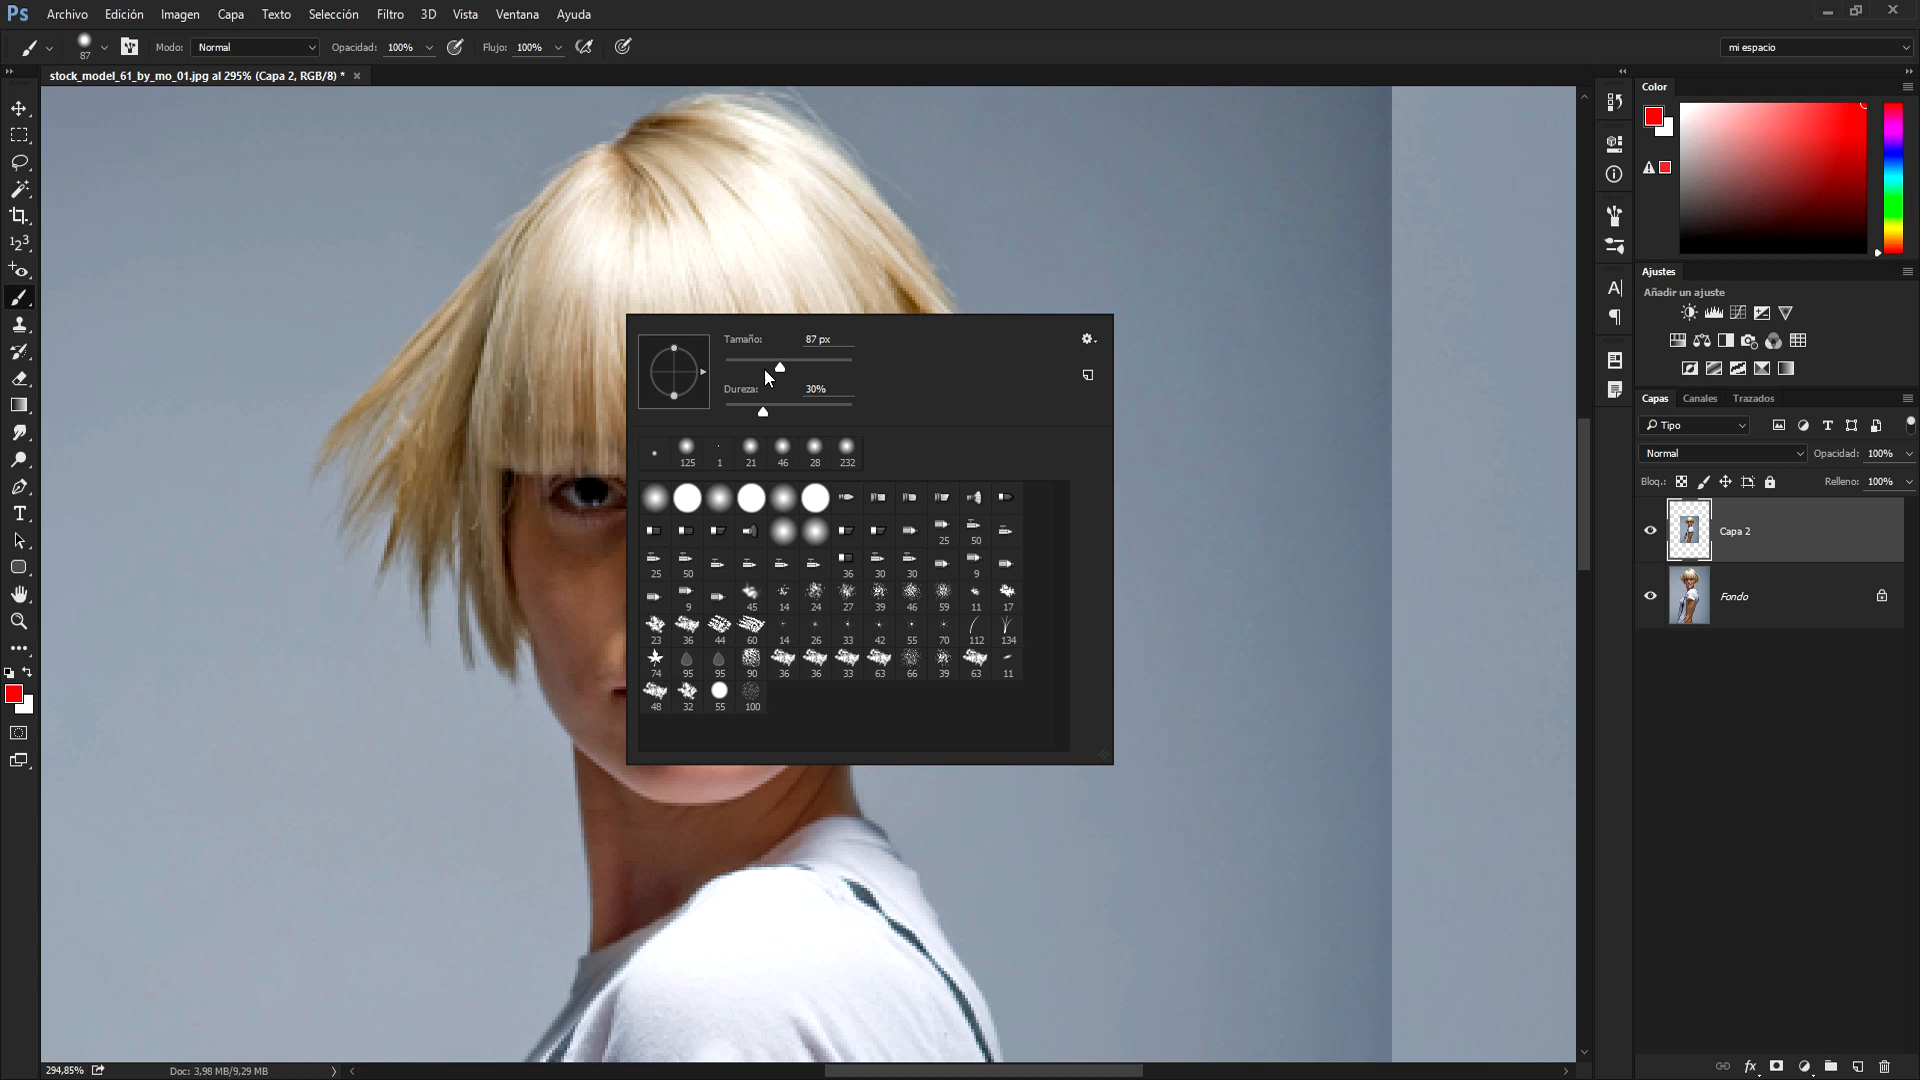 Ps Archivo Edición Imagen Capa Texto Selección Filtro 3D Vista Ventana Ayuda
87 Modo: Normal Opacidad: 100% Flujo: 100% mi espacio
stock_model_61_by_mo_01.jpg al 295% (Capa 2, RGB/8) * ×
Color
Ajustes
Añadir un ajuste
Tamaño: 87 px
Dureza: 30%
125 1 21 46 28 232
25 50
25 50 36 30 30 9
9 45 14 24 27 39 46 59 11 17
23 36 44 60 14 26 33 42 55 70 112 134
74 95 95 90 36 36 33 63 66 39 63 11
48 32 55 100
Capas Canales Trazados
Tipo
Normal Opacidad: 100%
Bloq.: Relleno: 100%
Capa 2
Fondo
294,85% Doc: 3,98 MB/9,29 MB